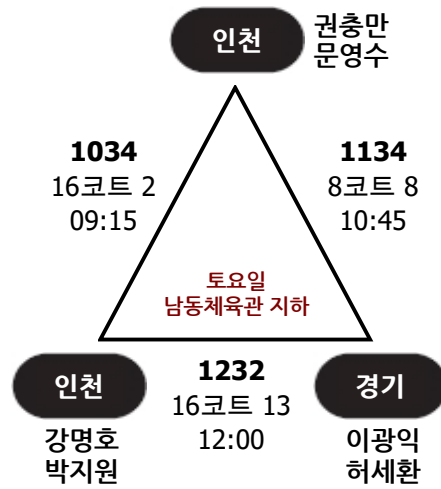 인천
권충만
문영수
1034
16코트 2
09:15
1134
8코트 8
10:45
토요일
남동체육관 지하
인천
강명호
박지원
1232
16코트 13
12:00
경기
이광익
허세환